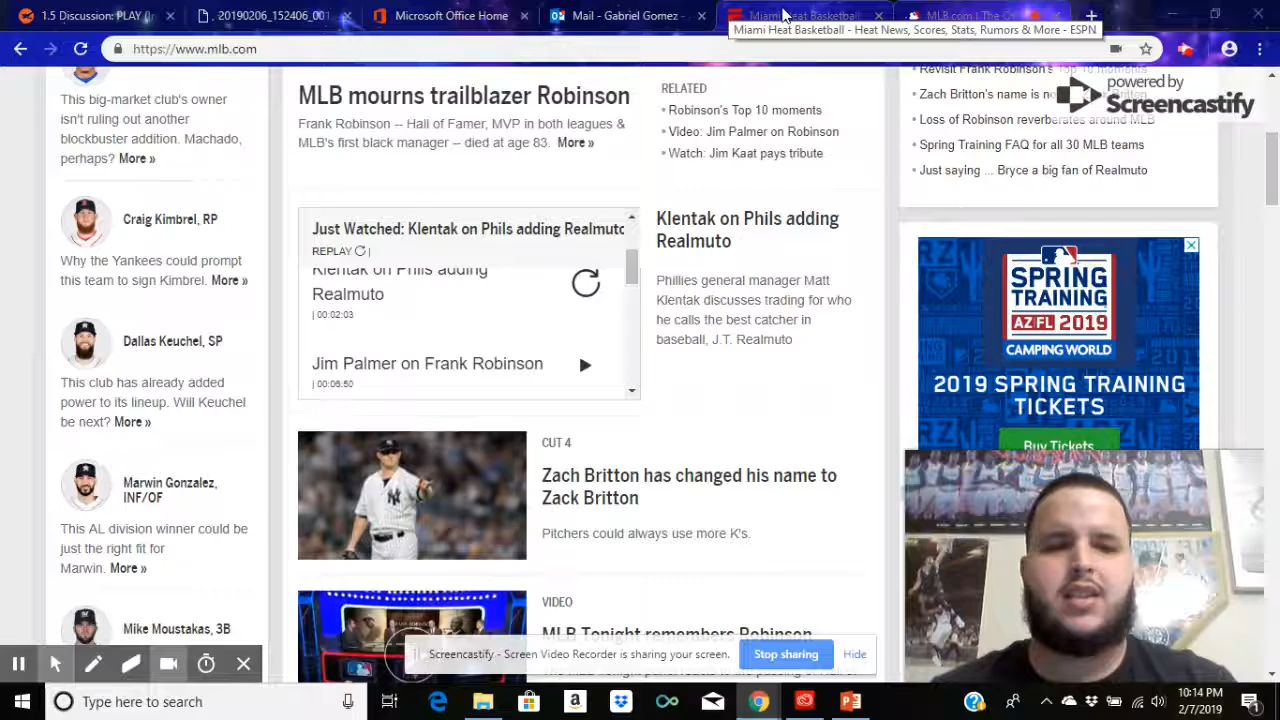 1.5 Discussion: PLAY
. 20190206_152406_001
Microsoft Office Home
Mail - Gabriel Gomez -
Miami Heat Basketball
MLB.com | The O
Miami Heat Basketball - Heat News, Scores, Stats, Rumors & More - ESPN
https://www.mlb.com
powered by
Screencastify
This big-market club's owner
isn't ruling out another
blockbuster addition. Machado,
perhaps? More »
Craig Kimbrel, RP
Why the Yankees could prompt
this team to sign Kimbrel. More »
Dallas Keuchel, SP
This club has already added
power to its lineup. Will Keuchel
be next? More »
Marwin Gonzalez,
INF/OF
This AL division winner could be
just the right fit for
Marwin. More »
Mike Moustakas, 3B
MLB mourns trailblazer Robinson
Frank Robinson -- Hall of Famer, MVP in both leagues &
MLB's first black manager -- died at age 83. More »
RELATED
Robinson's Top 10 moments
Video: Jim Palmer on Robinson
Watch: Jim Kaat pays tribute
Just Watched: Klentak on Phils adding Realmuto
REPLAY
Klentak on Phils adding
Realmuto
| 00:02:03
Jim Palmer on Frank Robinson
| 00:06:50
Klentak on Phils adding
Realmuto
Phillies general manager Matt
Klentak discusses trading for who
he calls the best catcher in
baseball, J.T. Realmuto
CUT 4
Zach Britton has changed his name to
Zack Britton
Pitchers could always use more K's.
VIDEO
MLB Tonight remembers Robinson
Revisit Frank Robinson's Top 10 moments
Zach Britton's name is no
Loss of Robinson reverberates around MLB
Spring Training FAQ for all 30 MLB teams
Just saying ... Bryce a big fan of Realmuto
SPRING
TRAINING
AZ/FL 2019
CAMPING WORLD
2019 SPRING TRAINING
TICKETS
Buy Tickets
Screencastify - Screen Video Recorder is sharing your screen.
Stop sharing
Hide
Type here to search
10:14 PM
2/7/2019